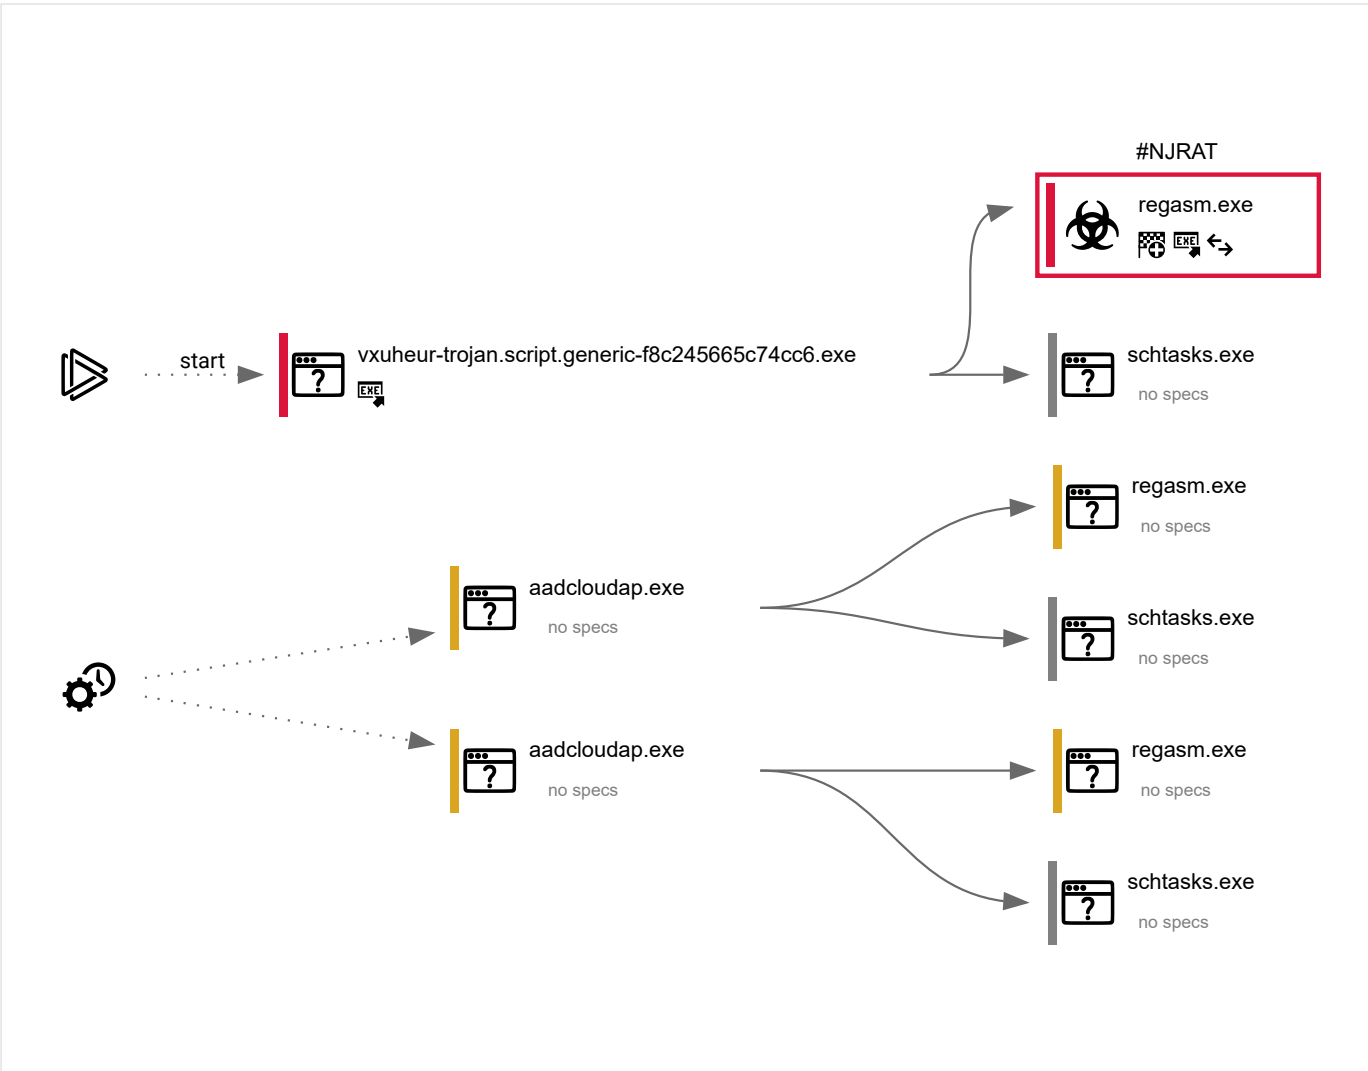 #NJRAT
regasm.exe
EXE
start
vxuheur-trojan.script.generic-f8c245665c74cc6.exe
EXE
schtasks.exe
no specs
regasm.exe
no specs
aadcloudap.exe
no specs
schtasks.exe
no specs
aadcloudap.exe
no specs
regasm.exe
no specs
schtasks.exe
no specs